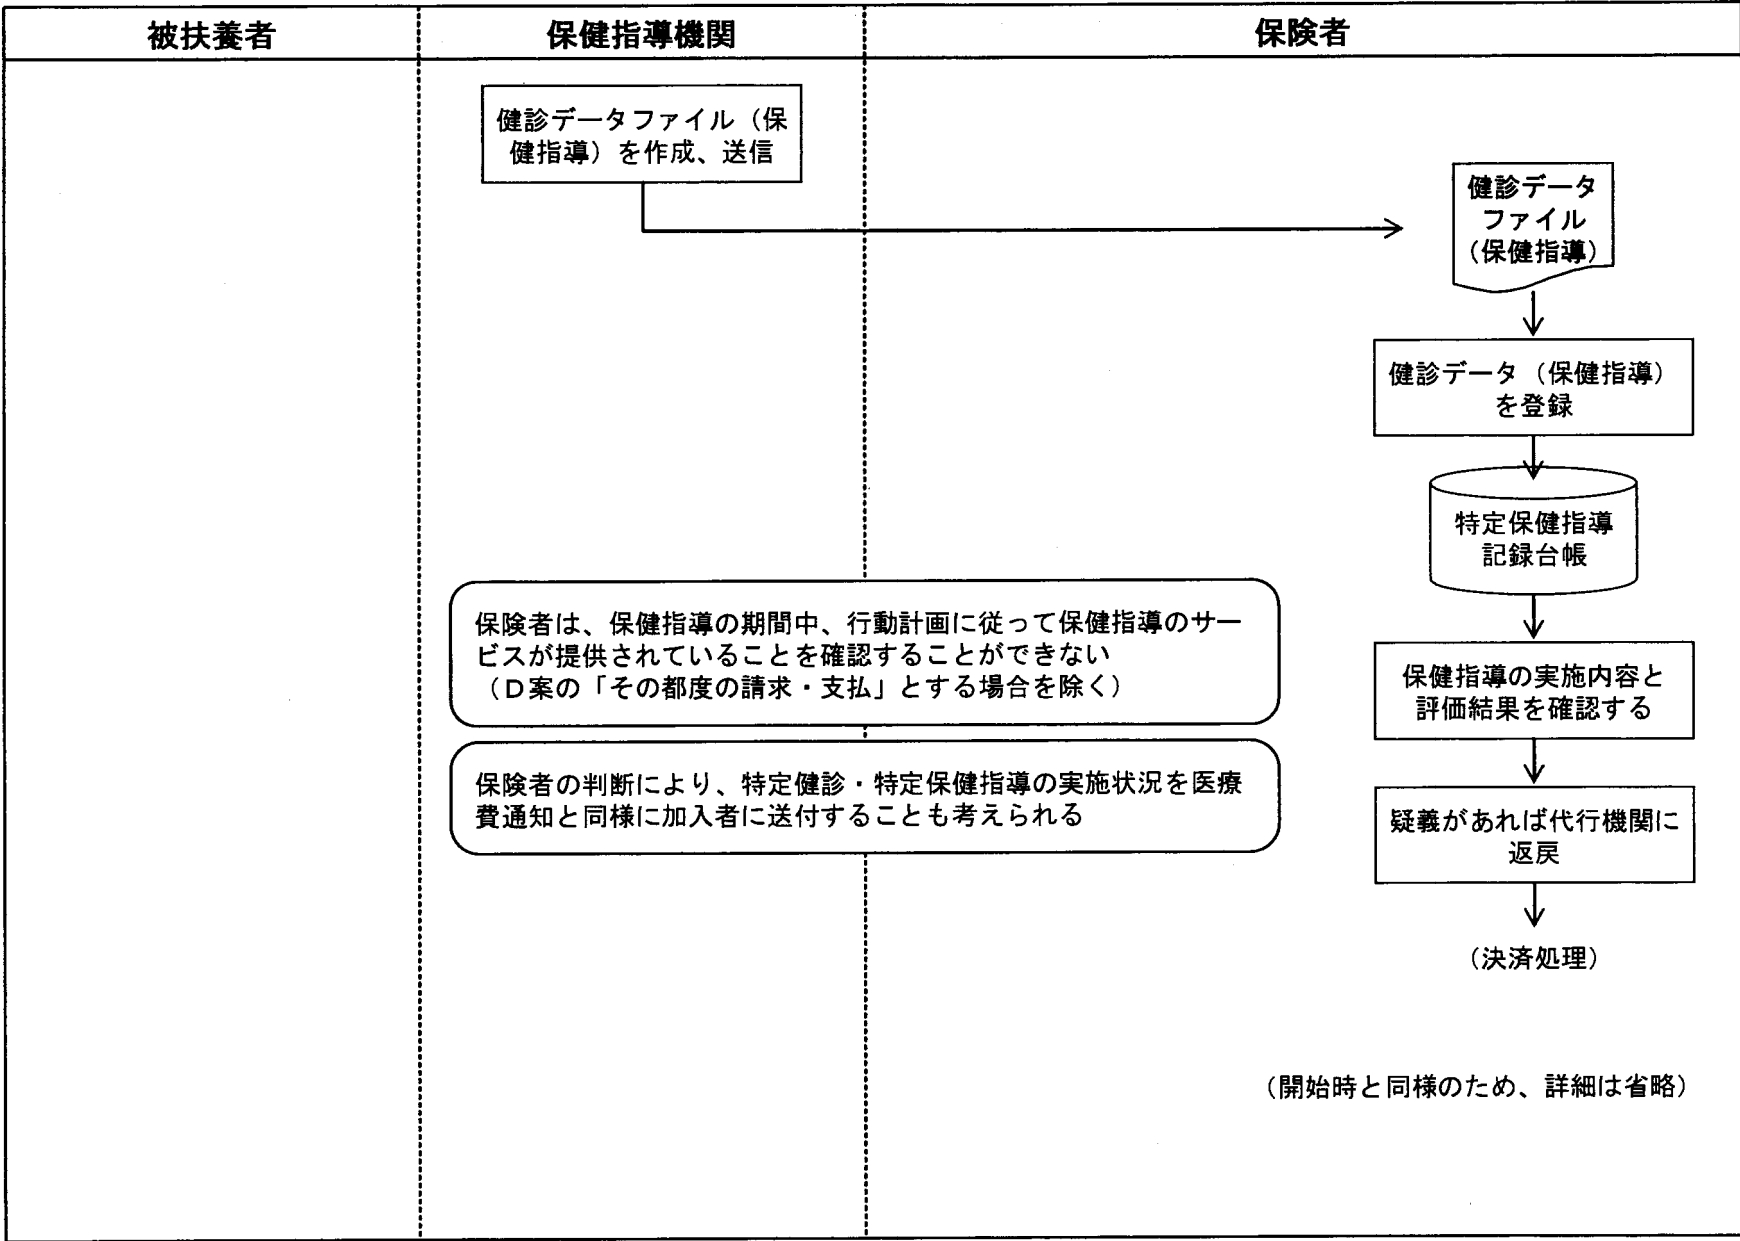 被扶養者
保健指導機関
保険者
健診データファイル（保
健指導）を作成、送信
健診データ
ファイル
（保健指導）
健診データ（保健指導）
を登録
特定保健指導
記録台帳
保険者は、保健指導の期間中、行動計画に従って保健指導のサー
ビスが提供されていることを確認することができない
（Ｄ案の「その都度の請求・支払」とする場合を除く）
保健指導の実施内容と
評価結果を確認する
保険者の判断により、特定健診・特定保健指導の実施状況を医療
費通知と同様に加入者に送付することも考えられる
疑義があれば代行機関に
返戻
（決済処理）
（開始時と同様のため、詳細は省略）